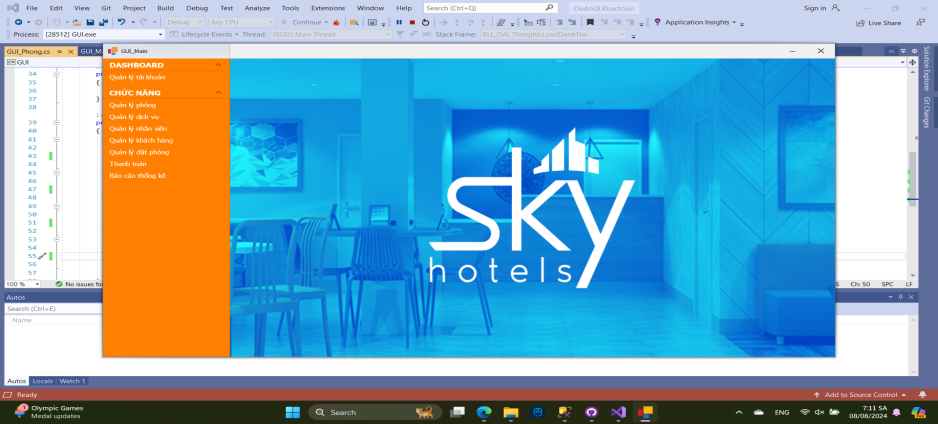 File Edit View Git Project Build Debug Test Analyze Tools Extensions Window Help Search (Ctrl+Q) DoAnQLKhachSan Sign in
Debug Any CPU Continue Application Insights Live Share
Process: [28512] GUI.exe Lifecycle Events Thread: [8232] Main Thread Stack Frame: BLL_DAL.ThongKe.LoadDanhThu
GUI_Phong.cs GUI_M
GUI
GUI_Main
DASHBOARD
Quản lý tài khoản
CHỨC NĂNG
Quản lý phòng
Quản lý dịch vụ
Quản lý nhân viên
Quản lý khách hàng
Quản lý đặt phòng
Thanh toán
Báo cáo thống kê
sky
hotels
34
35
36
37
38
39
40
41
42
43
44
45
46
47
48
49
50
51
52
53
54
55
56
57
Solution Explorer
Git Changes
100 % No issues fo Ch: 50 SPC LF
Autos
Search (Ctrl+E)
Name
Autos Locals Watch 1
Ready Add to Source Control
1 Olympic Games
Medal updates
Search
ENG 7:11 SA
08/08/2024